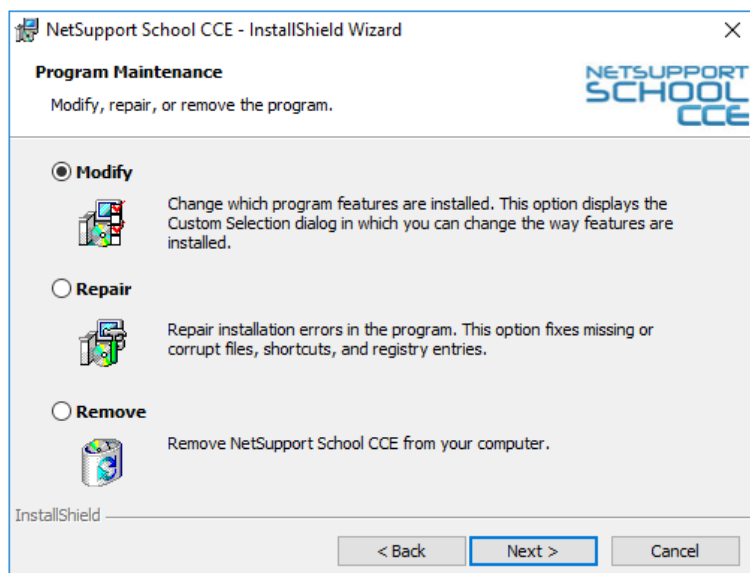 NetSupport School CCE - InstallShield Wizard
Program Maintenance
Modify, repair, or remove the program.
NETSUPPORT
SCHOOL
CCE
Modify
Change which program features are installed. This option displays the
Custom Selection dialog in which you can change the way features are
installed.
Repair
Repair installation errors in the program. This option fixes missing or
corrupt files, shortcuts, and registry entries.
Remove
Remove NetSupport School CCE from your computer.
InstallShield
< Back
Next >
Cancel